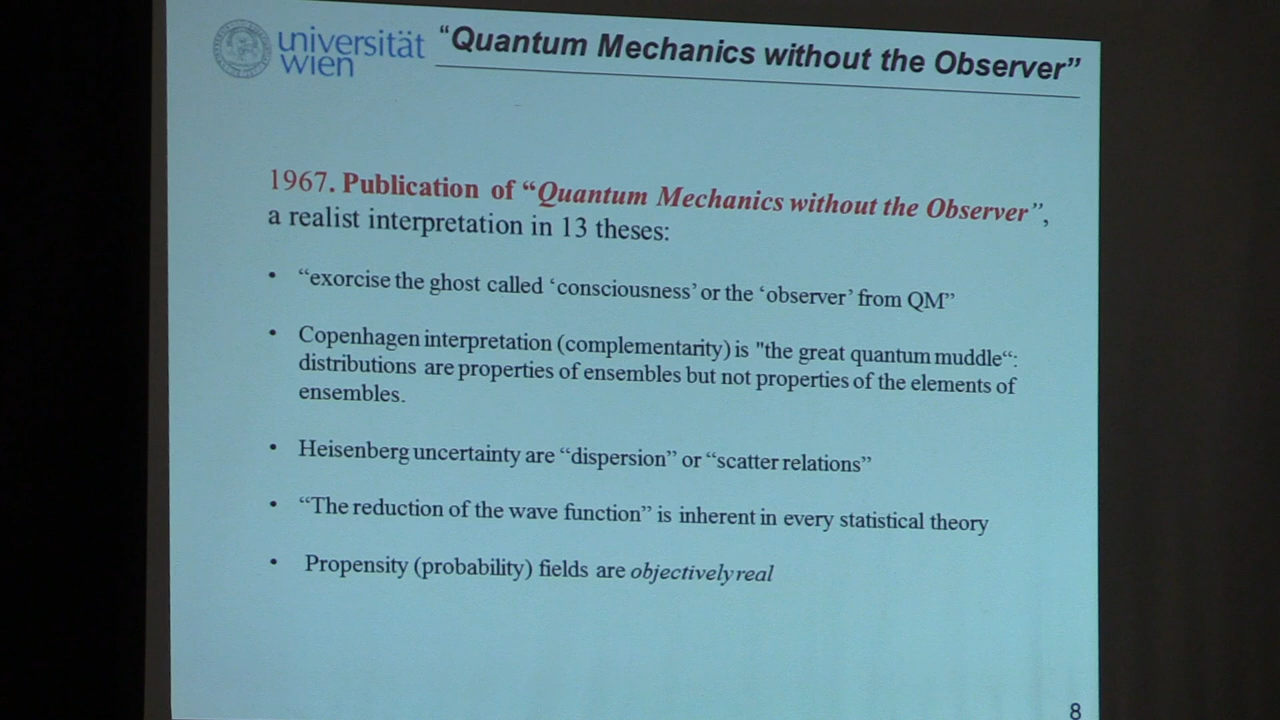 universität
wien
“Quantum Mechanics without the Observer”
1967. Publication of “Quantum Mechanics without the Observer”,
a realist interpretation in 13 theses:
• “exorcise the ghost called ‘consciousness’ or the ‘observer’ from QM”
• Copenhagen interpretation (complementarity) is "the great quantum muddle“:
distributions are properties of ensembles but not properties of the elements of
ensembles.
• Heisenberg uncertainty are “dispersion” or “scatter relations”
• “The reduction of the wave function” is inherent in every statistical theory
• Propensity (probability) fields are objectively real
8